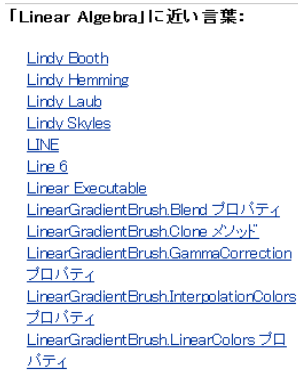 「Linear Algebra」に近い言葉：
Lindy Booth
Lindy Hemming
Lindy Laub
Lindy Skyles
LINE
Line 6
Linear Executable
LinearGradientBrush.Blend プロパティ
LinearGradientBrush.Clone メソッド
LinearGradientBrush.GammaCorrection
プロパティ
LinearGradientBrush.InterpolationColors
プロパティ
LinearGradientBrush.LinearColors プロ
パティ